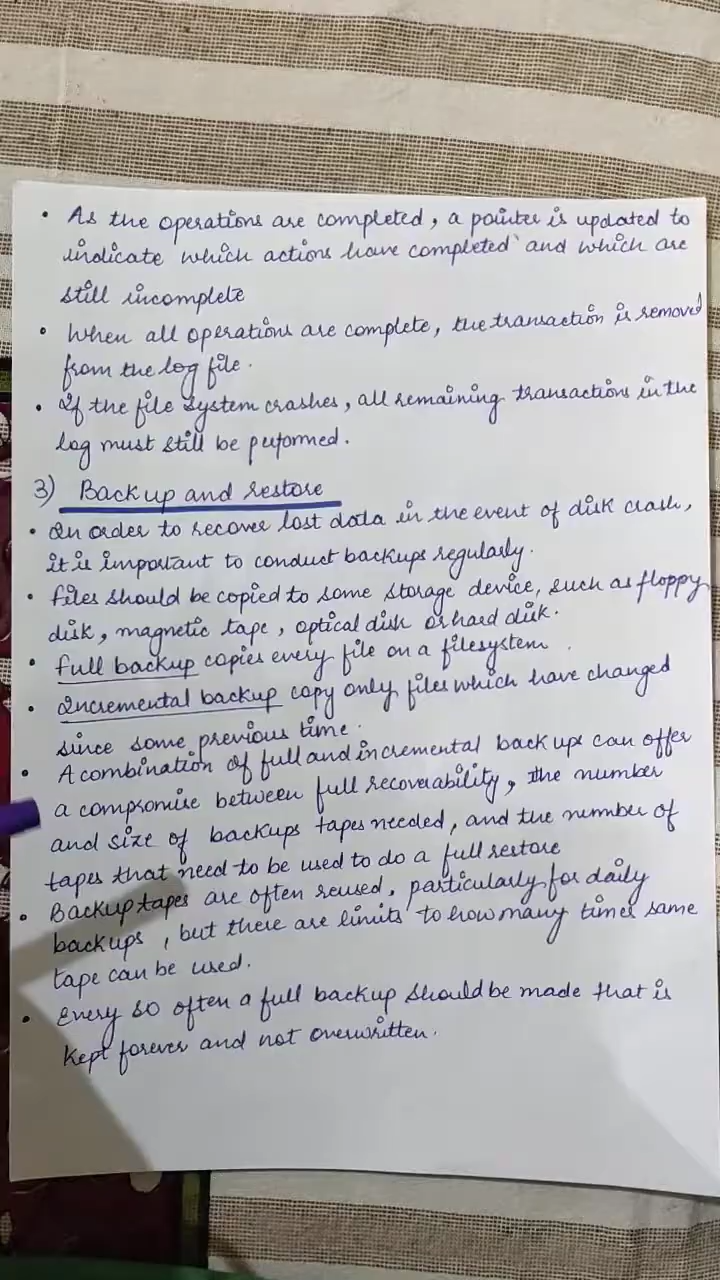 • As the operations are completed, a pointer is updated to
indicate which actions have completed and which are
still incomplete
• When all operations are complete, the transaction is removed
from the log file.
• If the file system crashes, all remaining transactions in the
log must still be performed.
3) Backup and restore
• In order to recover lost data in the event of disk crash,
it is important to conduct backups regularly.
• files should be copied to some storage device, such as floppy
disk, magnetic tape, optical disk or hard disk.
• full backup copies every file on a filesystem.
• Incremental backup copy only files which have changed
since some previous time.
• A combination of full and incremental backups can offer
a compromise between full recoverability, the number
and size of backups tapes needed, and the number of
tapes that need to be used to do a full restore
• Backup tapes are often reused, particularly for daily
backups, but there are limits to how many times same
tape can be used.
• Every so often a full backup should be made that is
kept forever and not overwritten.